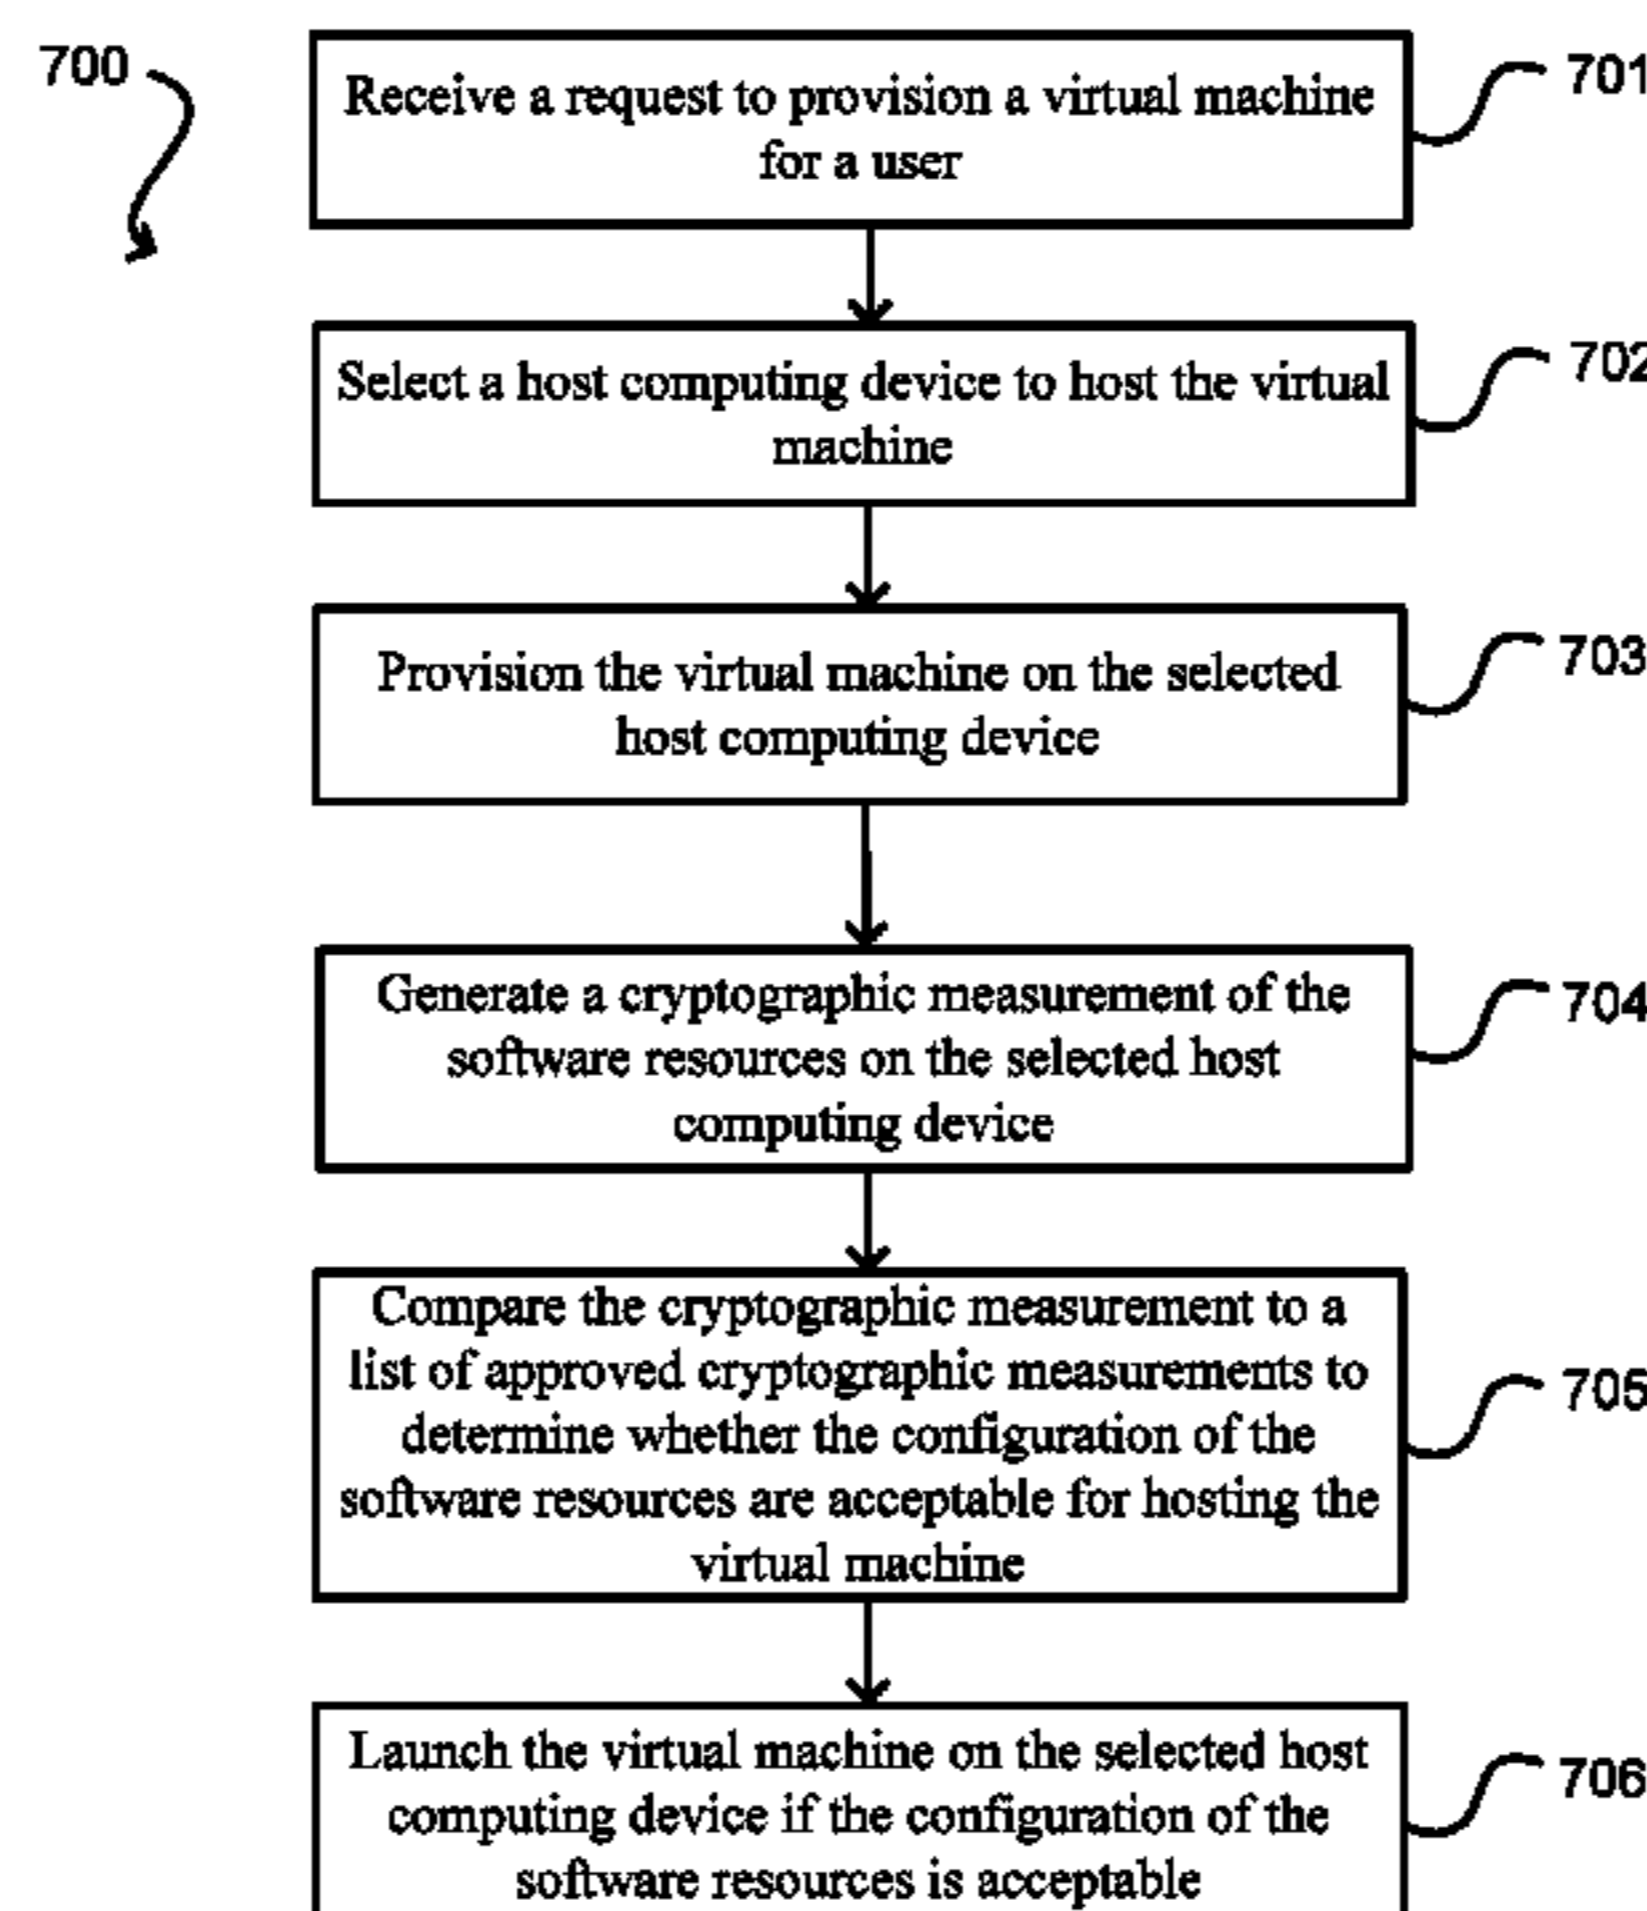 700
Receive a request to provision a virtual machine
for a user
701
Select a host computing device to host the virtual
machine
702
Provision the virtual machine on the selected
host computing device
703
Generate a cryptographic measurement of the
software resources on the selected host
computing device
704
Compare the cryptographic measurement to a
list of approved cryptographic measurements to
determine whether the configuration of the
software resources are acceptable for hosting the
virtual machine
705
Launch the virtual machine on the selected host
computing device if the configuration of the
software resources is acceptable
706